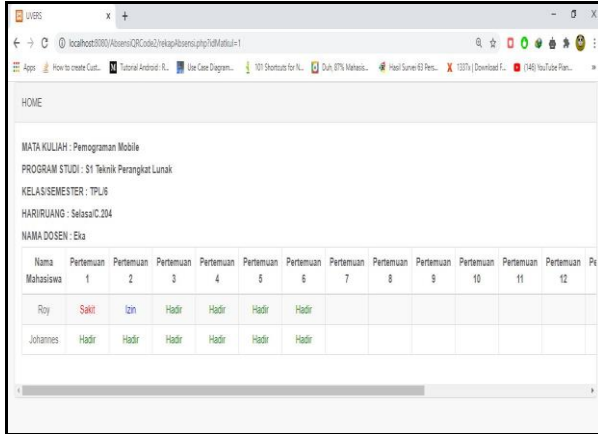 UVERS
localhost:8080/AbsensiQRCode2/rekapAbsensi.php?idMatkul=1
Apps How to create Cust... Tutorial Android : R... Use Case Diagram... 101 Shortcuts for N... Duh, 87% Mahasis... Hasil Survei 63 Pers... 1337x | Download F... (146) YouTube Plan...
HOME
MATA KULIAH : Pemograman Mobile
PROGRAM STUDI : S1 Teknik Perangkat Lunak
KELAS/SEMESTER : TPL/6
HARI/RUANG : Selasa/C.204
NAMA DOSEN : Eka
Nama Mahasiswa Pertemuan 1 Pertemuan 2 Pertemuan 3 Pertemuan 4 Pertemuan 5 Pertemuan 6 Pertemuan 7 Pertemuan 8 Pertemuan 9 Pertemuan 10 Pertemuan 11 Pertemuan 12 Pe
Roy Sakit Izin Hadir Hadir Hadir Hadir
Johannes Hadir Hadir Hadir Hadir Hadir Hadir